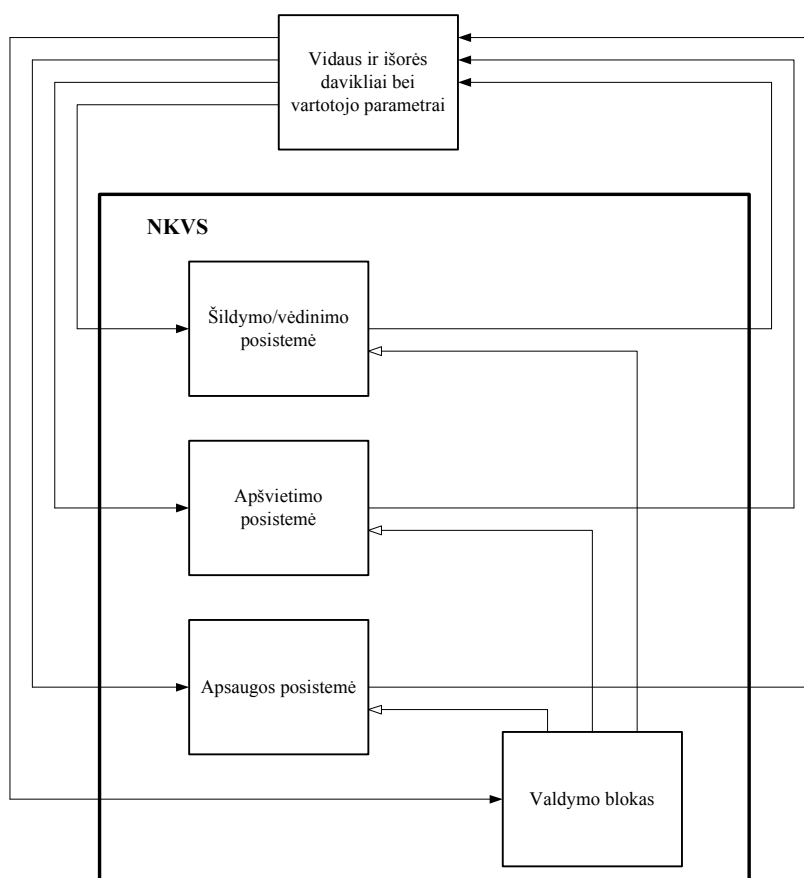 Vidaus ir išorės
davikliai bei
vartotojo parametrai
NKVS
Šildymo/vėdinimo
posistemė
Apšvietimo
posistemė
Apsaugos posistemė
Valdymo blokas